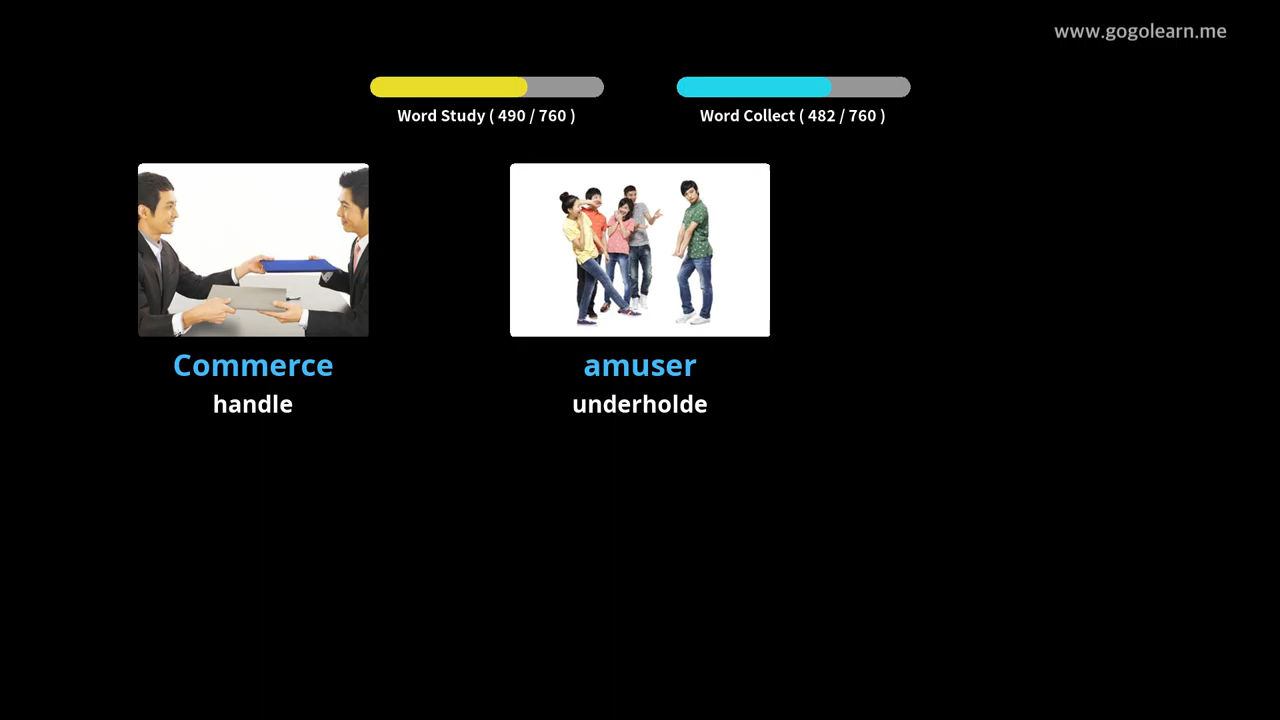 www.gogolearn.me
Word Study ( 490 / 760 )
Word Collect ( 482 / 760 )
Commerce
handle
amuser
underholde